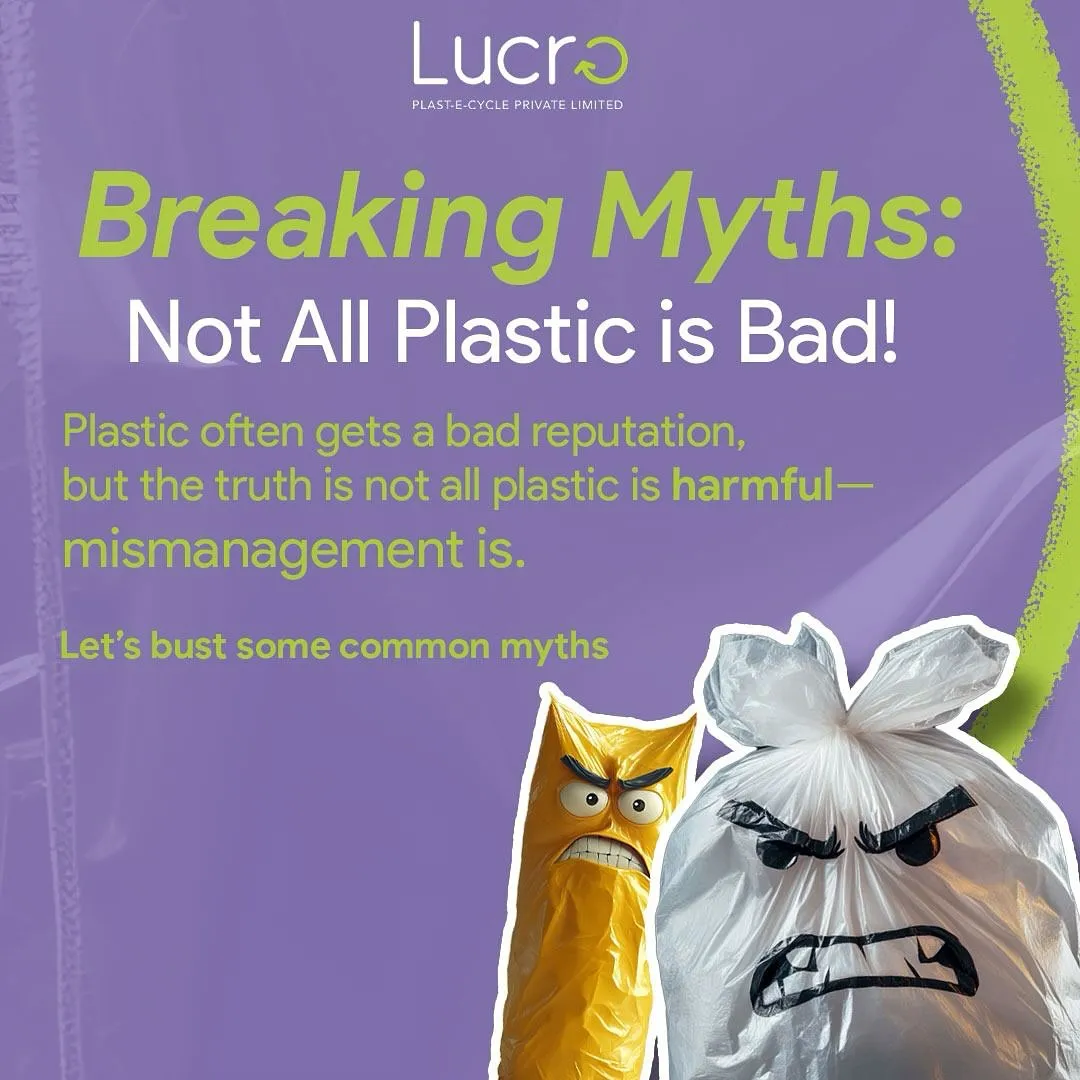 Lucro
PLAST-E-CYCLE PRIVATE LIMITED
Breaking Myths:
Not All Plastic is Bad!
Plastic often gets a bad reputation,
but the truth is not all plastic is harmful—
mismanagement is.
Let's bust some common myths